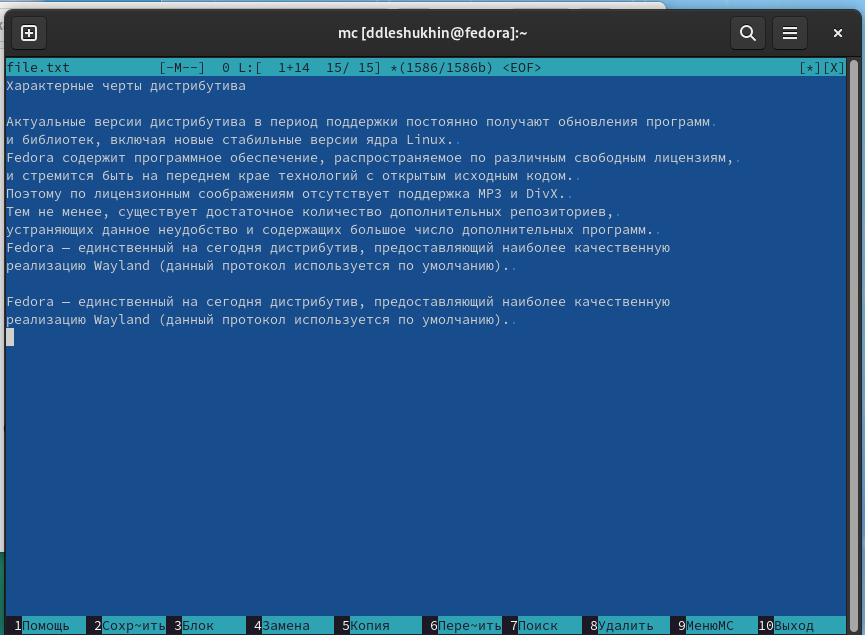 mc [ddleshukhin@fedora]:~
file.txt [-M--] 0 L:[ 1+14 15/ 15] *(1586/1586b) <EOF> [*][X]
Характерные черты дистрибутива
Актуальные версии дистрибутива в период поддержки постоянно получают обновления программ.
и библиотек, включая новые стабильные версии ядра Linux..
Fedora содержит программное обеспечение, распространяемое по различным свободным лицензиям,.
и стремится быть на переднем крае технологий с открытым исходным кодом..
Поэтому по лицензионным соображениям отсутствует поддержка MP3 и DivX..
Тем не менее, существует достаточное количество дополнительных репозиториев,.
устраняющих данное неудобство и содержащих большое число дополнительных программ..
Fedora — единственный на сегодня дистрибутив, предоставляющий наиболее качественную
реализацию Wayland (данный протокол используется по умолчанию)..
Fedora — единственный на сегодня дистрибутив, предоставляющий наиболее качественную
реализацию Wayland (данный протокол используется по умолчанию)..
1Помощь 2Сохр~ить 3Блок 4Замена 5Копия 6Пере~ить 7Поиск 8Удалить 9МенюMC 10Выход